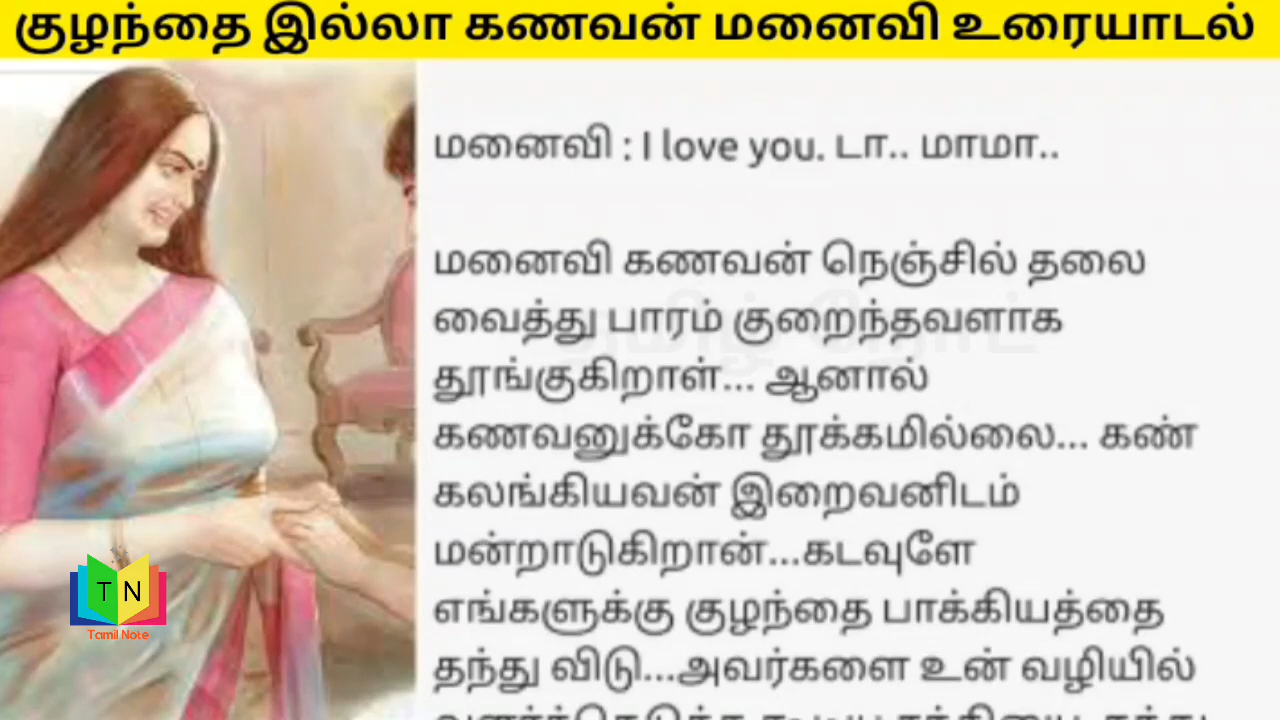 குழந்தை இல்லா கணவன் மனைவி உரையாடல்
மனைவி : I love you. டா.. மாமா..
மனைவி கணவன் நெஞ்சில் தலை
வைத்து பாரம் குறைந்தவளாக
தூங்குகிறாள்... ஆனால்
கணவனுக்கோ தூக்கமில்லை... கண்
கலங்கியவன் இறைவனிடம்
மன்றாடுகிறான்...கடவுளே
எங்களுக்கு குழந்தை பாக்கியத்தை
தந்து விடு...அவர்களை உன் வழியில்
தமிழ் நோட்
T N
Tamil Note